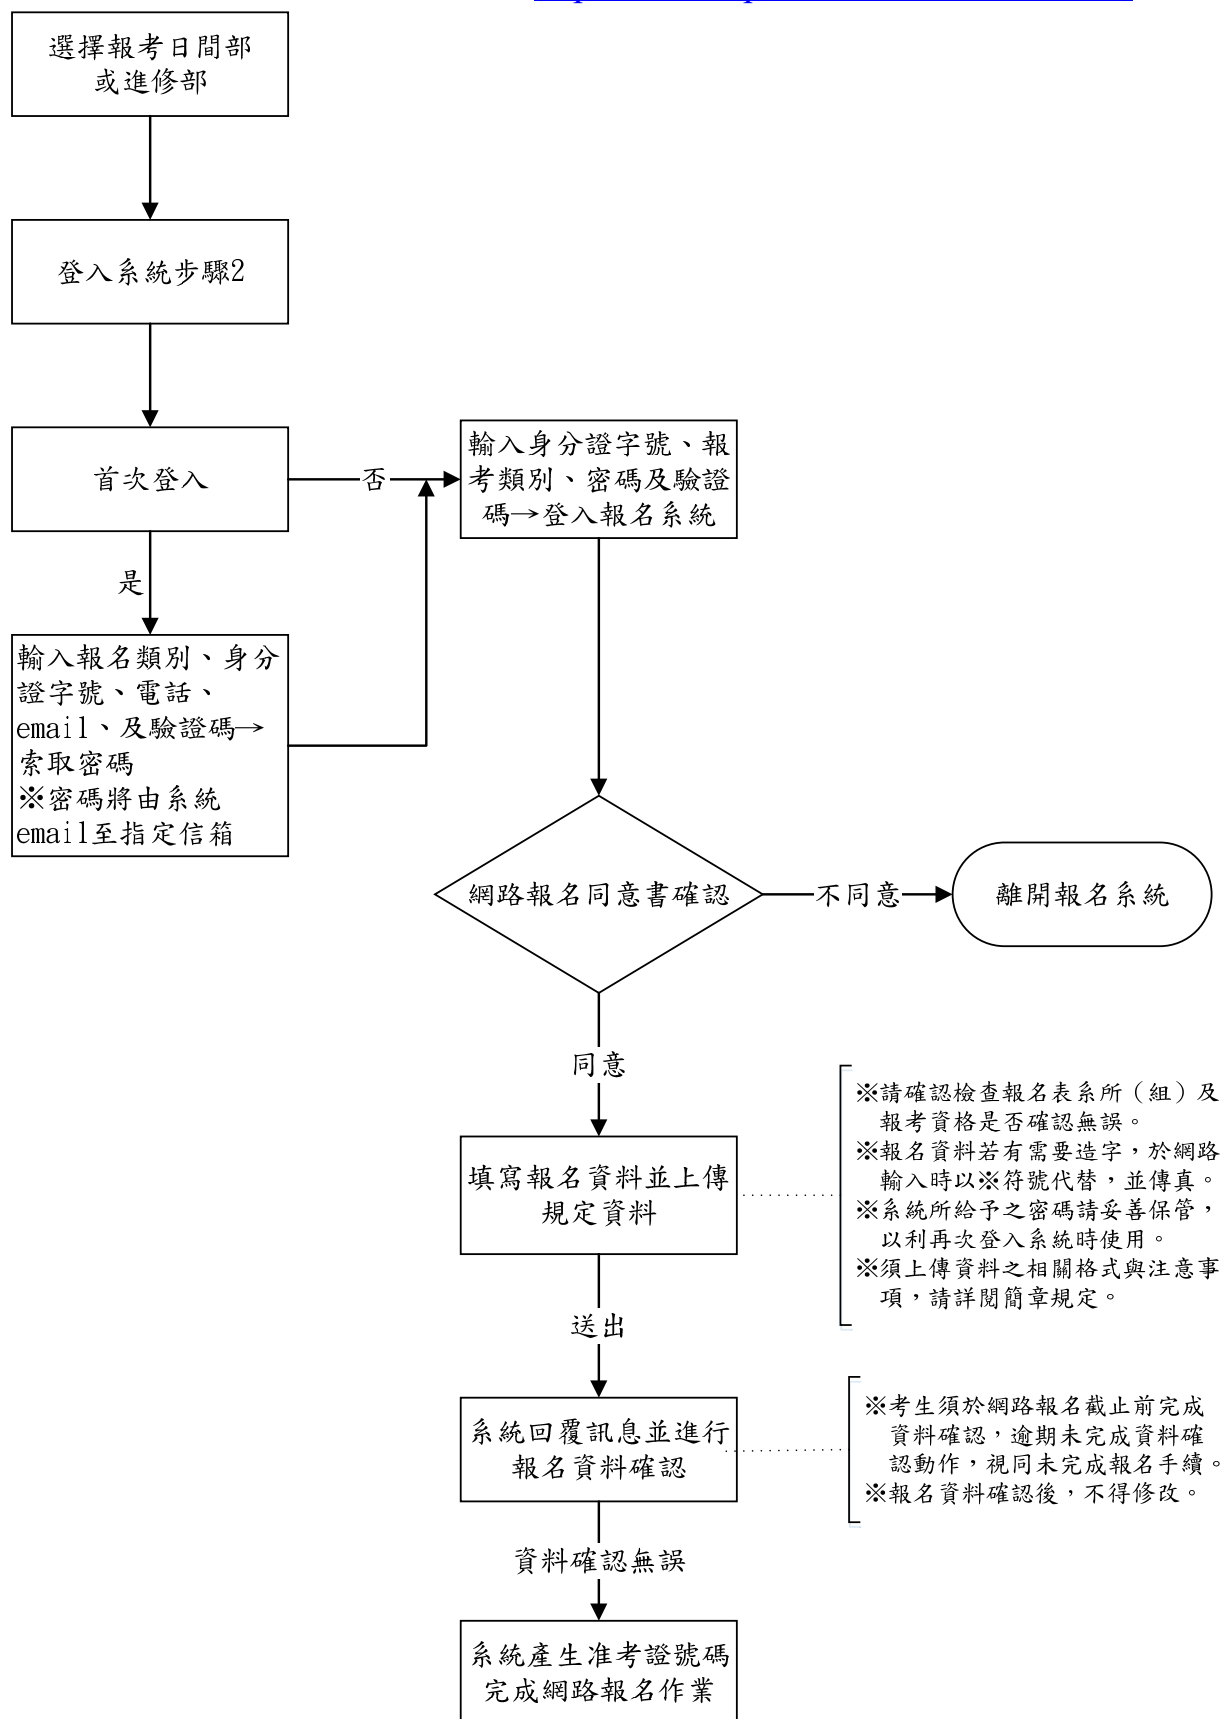 選擇報考日間部
或進修部
登入系統步驟2
首次登入
否
輸入身分證字號、報
考類別、密碼及驗證
碼→登入報名系統
是
輸入報名類別、身分
證字號、電話、
email、及驗證碼→
索取密碼
※密碼將由系統
email至指定信箱
網路報名同意書確認
不同意
離開報名系統
同意
填寫報名資料並上傳
規定資料
※請確認檢查報名表系所（組）及
報考資格是否確認無誤。
※報名資料若有需要造字，於網路
輸入時以※符號代替，並傳真。
※系統所給予之密碼請妥善保管，
以利再次登入系統時使用。
※須上傳資料之相關格式與注意事
項，請詳閱簡章規定。
送出
系統回覆訊息並進行
報名資料確認
※考生須於網路報名截止前完成
資料確認，逾期未完成資料確
認動作，視同未完成報名手續。
※報名資料確認後，不得修改。
資料確認無誤
系統產生准考證號碼
完成網路報名作業